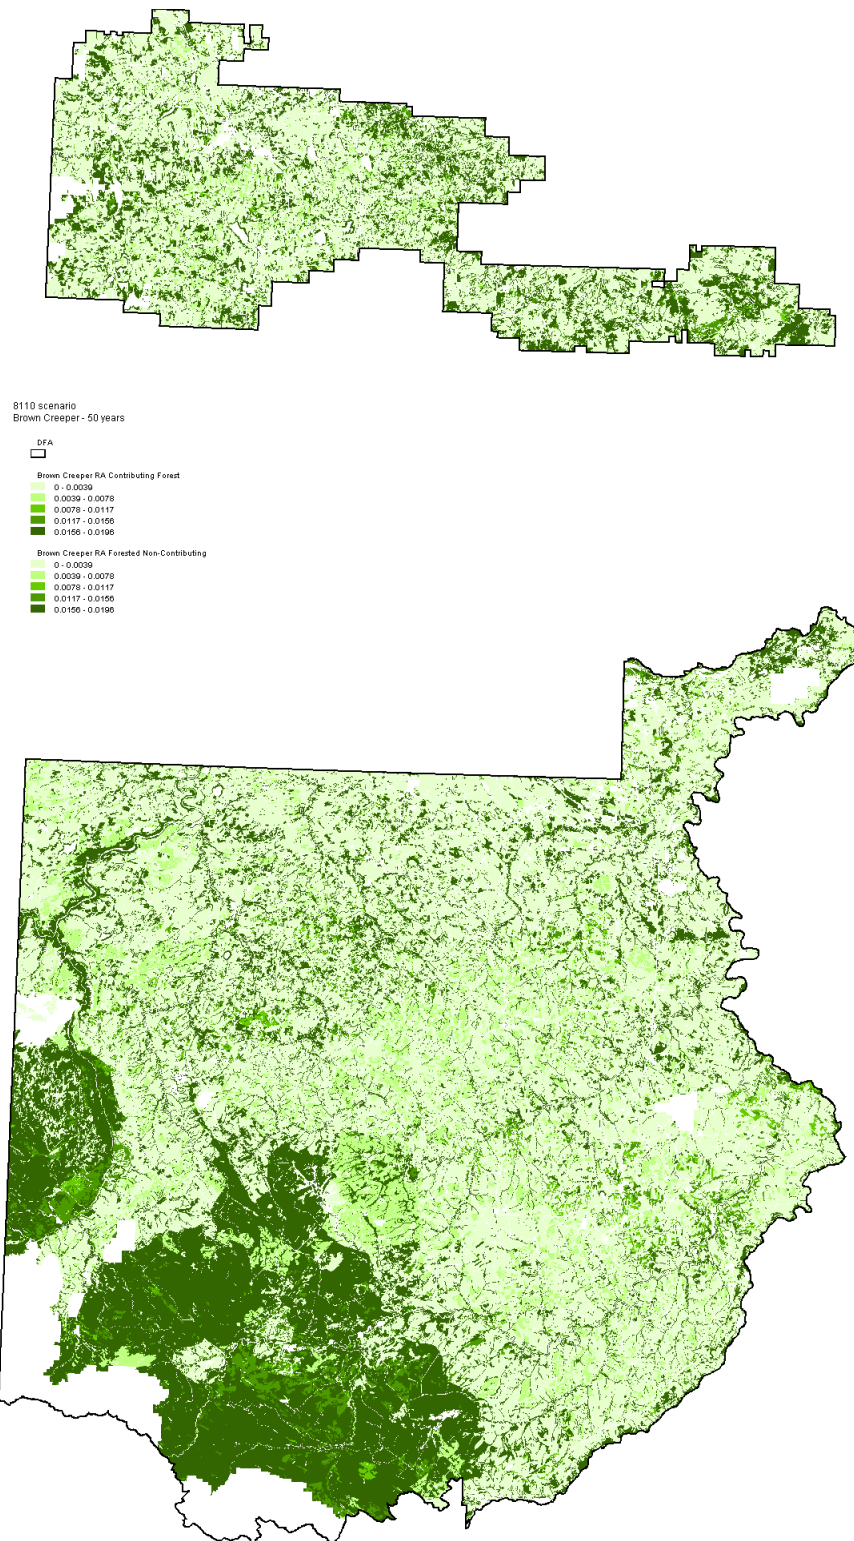 8110 scenario
Brown Creeper - 50 years
DFA
Brown Creeper RA Contributing Forest
0 - 0.0039
0.0039 - 0.0078
0.0078 - 0.0117
0.0117 - 0.0156
0.0156 - 0.0196
Brown Creeper RA Forested Non-Contributing
0 - 0.0039
0.0039 - 0.0078
0.0078 - 0.0117
0.0117 - 0.0156
0.0156 - 0.0196